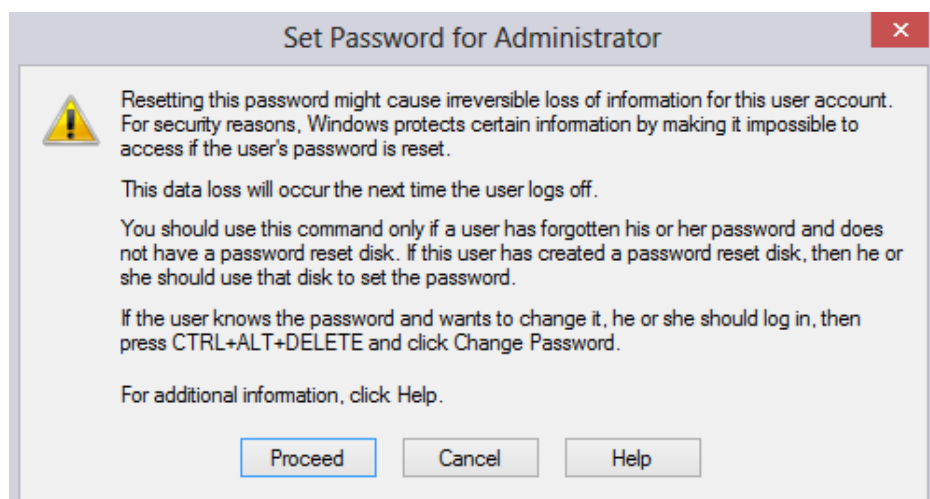 Set Password for Administrator
Resetting this password might cause irreversible loss of information for this user account.
For security reasons, Windows protects certain information by making it impossible to
access if the user's password is reset.
This data loss will occur the next time the user logs off.
You should use this command only if a user has forgotten his or her password and does
not have a password reset disk. If this user has created a password reset disk, then he or
she should use that disk to set the password.
If the user knows the password and wants to change it, he or she should log in, then
press CTRL+ALT+DELETE and click Change Password.
For additional information, click Help.
Proceed Cancel Help